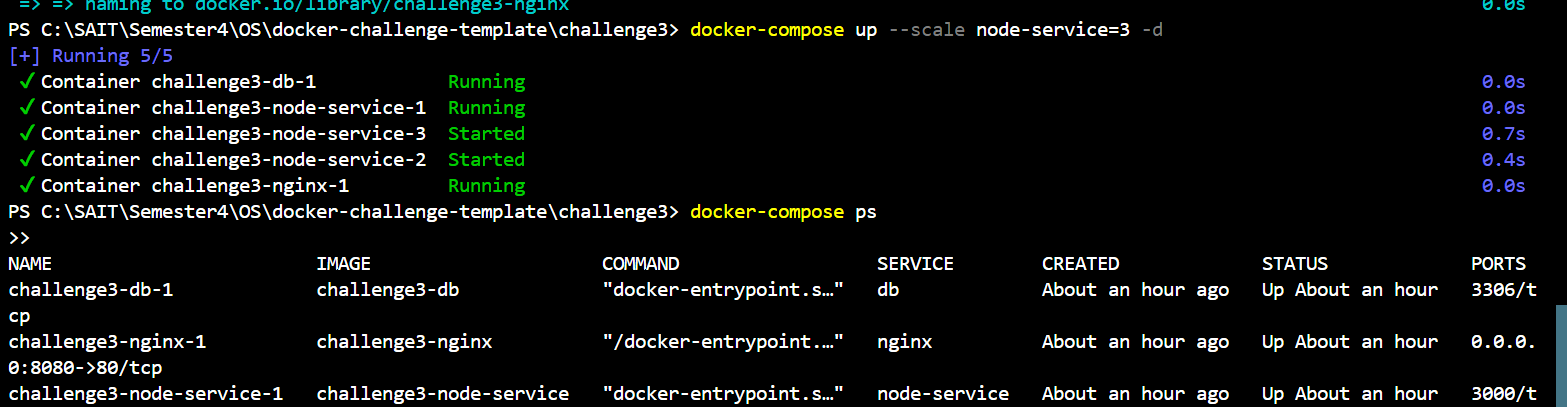 => => naming to docker.io/library/challenge3-nginx 0.0s
PS C:\SAIT\Semester4\OS\docker-challenge-template\challenge3> docker-compose up --scale node-service=3 -d
[+] Running 5/5
✓ Container challenge3-db-1 Running 0.0s
✓ Container challenge3-node-service-1 Running 0.0s
✓ Container challenge3-node-service-3 Started 0.7s
✓ Container challenge3-node-service-2 Started 0.4s
✓ Container challenge3-nginx-1 Running 0.0s
PS C:\SAIT\Semester4\OS\docker-challenge-template\challenge3> docker-compose ps
>>
NAME IMAGE COMMAND SERVICE CREATED STATUS PORTS
challenge3-db-1 challenge3-db "docker-entrypoint.s…" db About an hour ago Up About an hour 3306/t
cp
challenge3-nginx-1 challenge3-nginx "/docker-entrypoint.…" nginx About an hour ago Up About an hour 0.0.0.
0:8080->80/tcp
challenge3-node-service-1 challenge3-node-service "docker-entrypoint.s…" node-service About an hour ago Up About an hour 3000/t